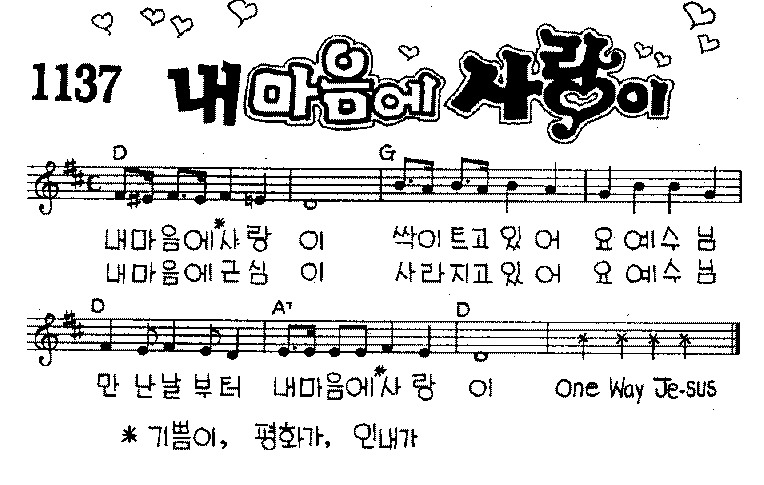 1137 내 마음에 사랑이
D G
내마음에*사랑 이 싹이트고있어 요예수님
내마음에근심 이 사라지고있어 요예수님
D A7 D
만 난날 부터 내마음에*사 랑 이 One Way Je-sus
* 기쁨이, 평화가, 인내가